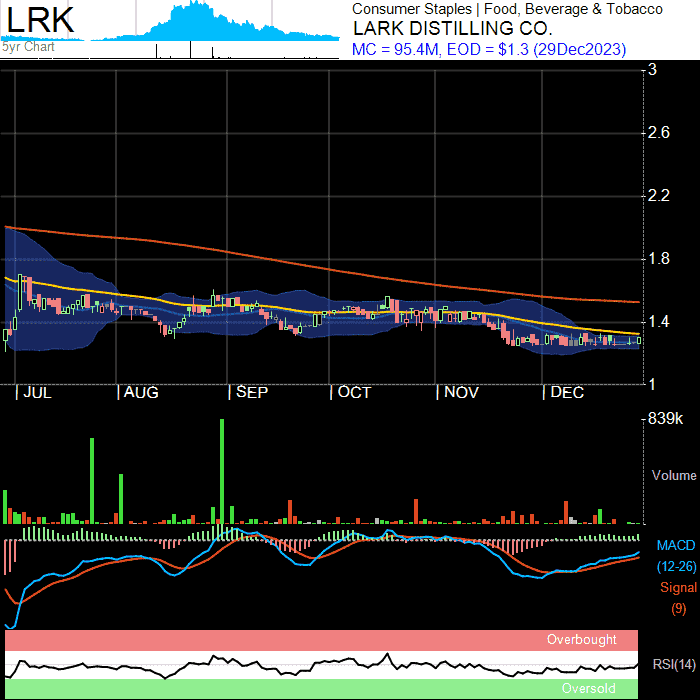 LRK
5yr Chart
Consumer Staples | Food, Beverage & Tobacco
LARK DISTILLING CO.
MC = 95.4M, EOD = $1.3 (29Dec2023)
3
2.6
2.2
1.8
1.4
1
JUL AUG SEP OCT NOV DEC
839k
Volume
MACD
(12-26)
Signal
(9)
Overbought
RSI(14)
Oversold